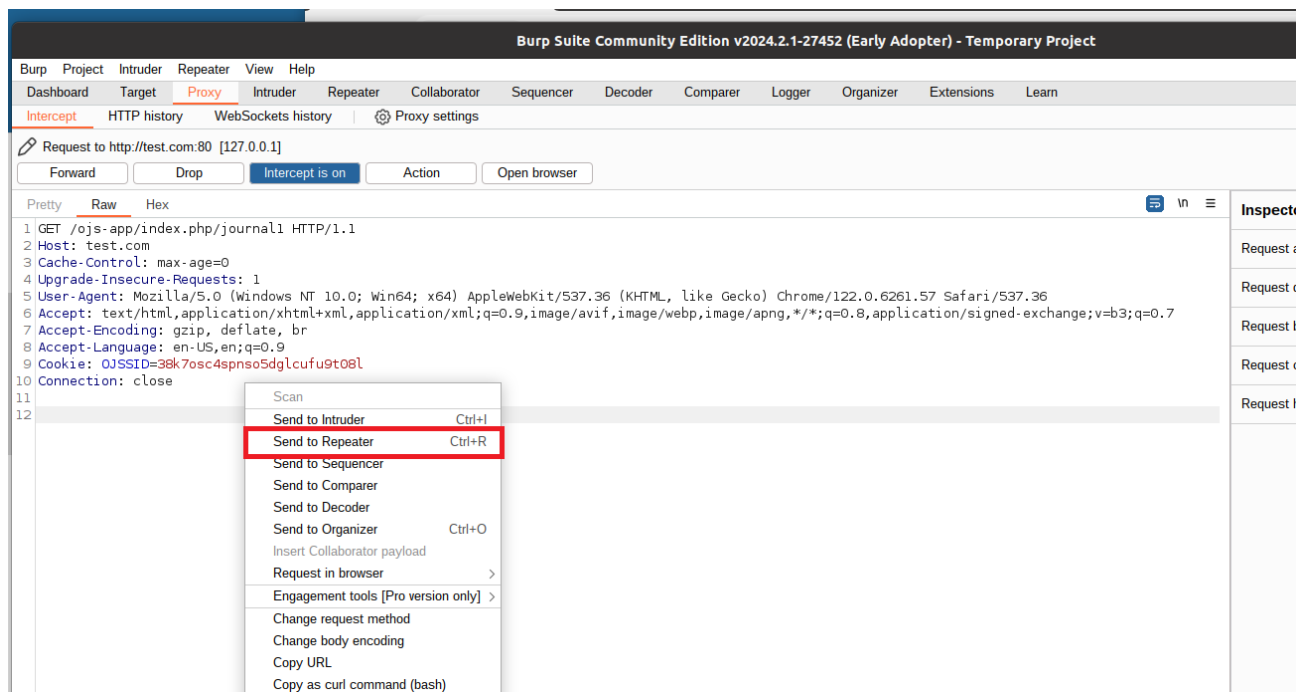 Burp Suite Community Edition v2024.2.1-27452 (Early Adopter) - Temporary Project
Burp Project Intruder Repeater View Help
Dashboard Target Proxy Intruder Repeater Collaborator Sequencer Decoder Comparer Logger Organizer Extensions Learn
Intercept HTTP history WebSockets history Proxy settings
Request to http://test.com:80 [127.0.0.1]
Forward Drop Intercept is on Action Open browser
Pretty Raw Hex \n
Inspecto
1 GET /ojs-app/index.php/journal1 HTTP/1.1
2 Host: test.com
3 Cache-Control: max-age=0
4 Upgrade-Insecure-Requests: 1
5 User-Agent: Mozilla/5.0 (Windows NT 10.0; Win64; x64) AppleWebKit/537.36 (KHTML, like Gecko) Chrome/122.0.6261.57 Safari/537.36
6 Accept: text/html,application/xhtml+xml,application/xml;q=0.9,image/avif,image/webp,image/apng,*/*;q=0.8,application/signed-exchange;v=b3;q=0.7
7 Accept-Encoding: gzip, deflate, br
8 Accept-Language: en-US,en;q=0.9
9 Cookie: OJSSID=38k7osc4spnso5dglcufu9t08l
10 Connection: close
11
12
Scan
Send to Intruder Ctrl+I
Send to Repeater Ctrl+R
Send to Sequencer
Send to Comparer
Send to Decoder
Send to Organizer Ctrl+O
Insert Collaborator payload
Request in browser
Engagement tools [Pro version only]
Change request method
Change body encoding
Copy URL
Copy as curl command (bash)
Request
Request
Request
Request
Request